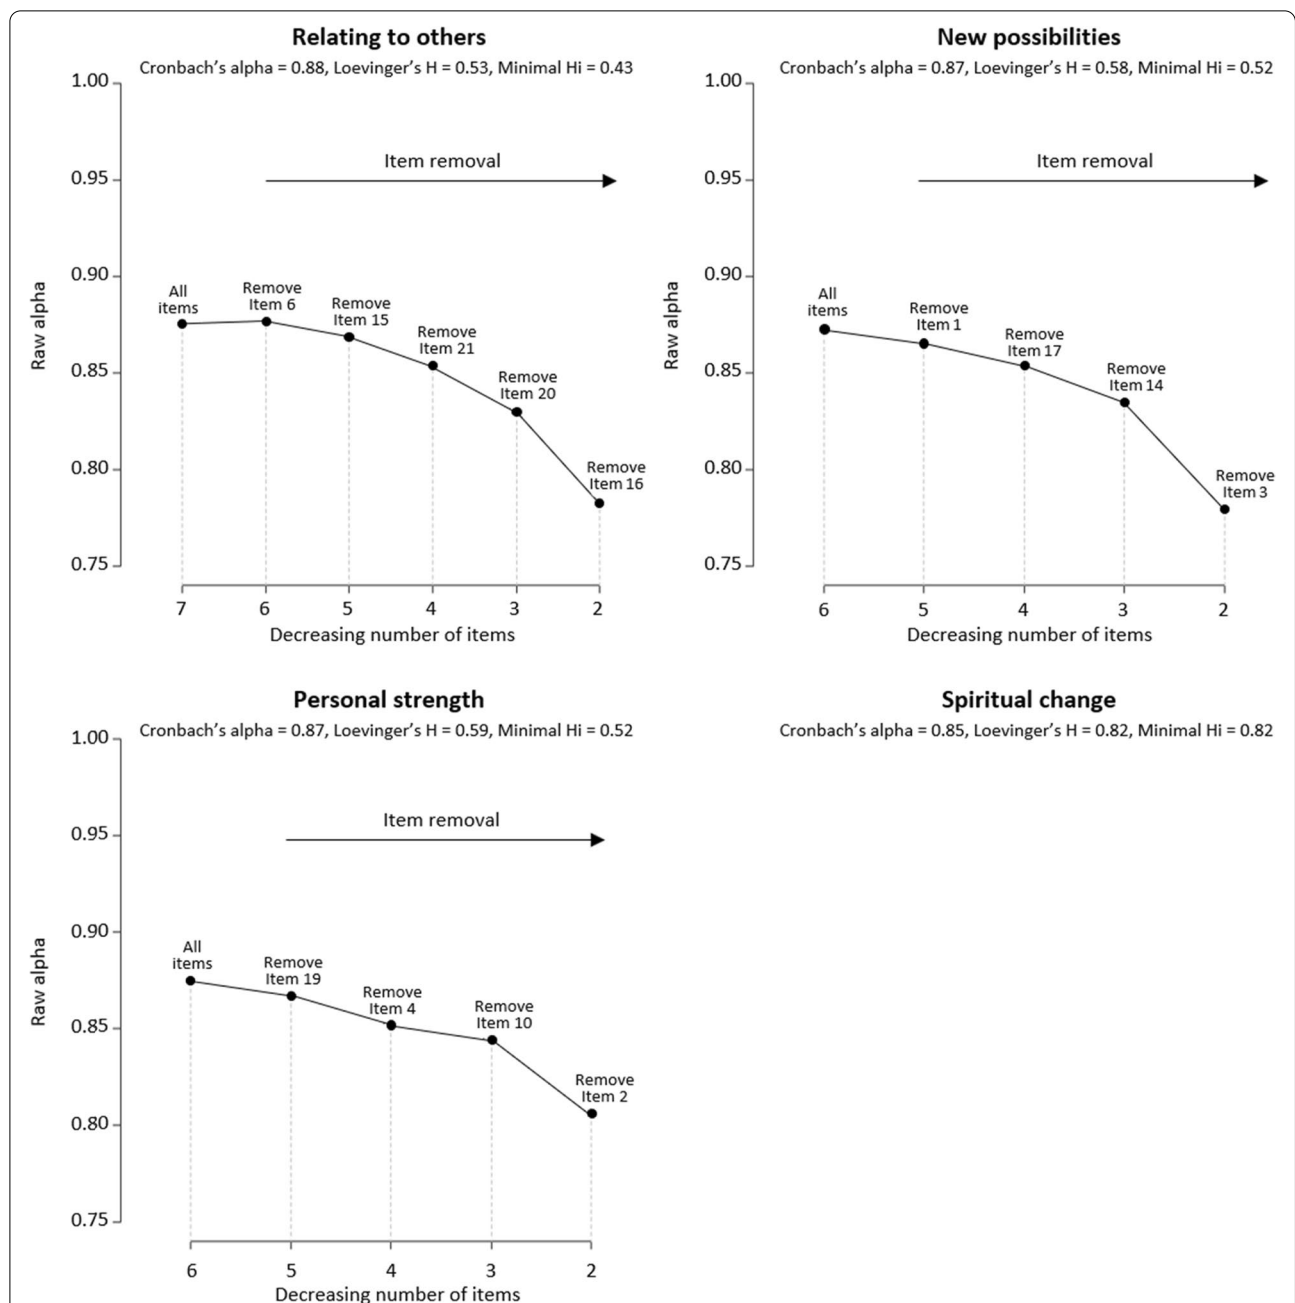 Relating to others
Cronbach's alpha = 0.88, Loevinger's H = 0.53, Minimal Hi = 0.43
1.00
0.95
0.90
0.85
0.80
0.75
Raw alpha
Item removal
All
items
Remove
Item 6
Remove
Item 15
Remove
Item 21
Remove
Item 20
Remove
Item 16
7 6 5 4 3 2
Decreasing number of items
New possibilities
Cronbach's alpha = 0.87, Loevinger's H = 0.58, Minimal Hi = 0.52
1.00
0.95
0.90
0.85
0.80
0.75
Raw alpha
Item removal
All
items
Remove
Item 1
Remove
Item 17
Remove
Item 14
Remove
Item 3
6 5 4 3 2
Decreasing number of items
Personal strength
Cronbach's alpha = 0.87, Loevinger's H = 0.59, Minimal Hi = 0.52
1.00
0.95
0.90
0.85
0.80
0.75
Raw alpha
Item removal
All
items
Remove
Item 19
Remove
Item 4
Remove
Item 10
Remove
Item 2
6 5 4 3 2
Decreasing number of items
Spiritual change
Cronbach's alpha = 0.85, Loevinger's H = 0.82, Minimal Hi = 0.82